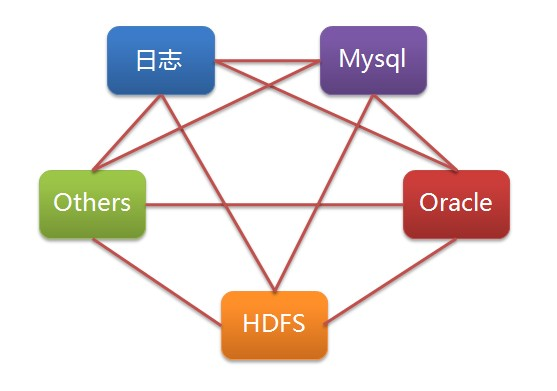 日志
Mysql
Others
Oracle
HDFS